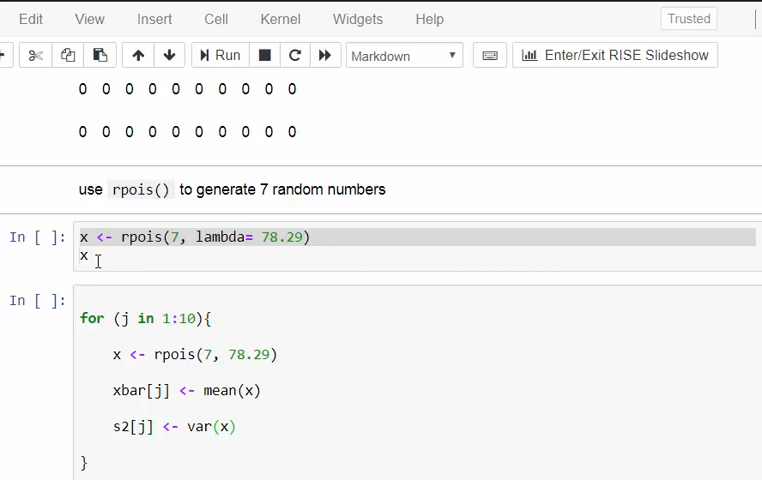 Edit View Insert Cell Kernel Widgets Help Trusted
Run Markdown Enter/Exit RISE Slideshow
0 0 0 0 0 0 0 0 0 0
0 0 0 0 0 0 0 0 0 0
use rpois() to generate 7 random numbers
In [ ]: x <- rpois(7, lambda= 78.29)
x
In [ ]:
for (j in 1:10){
x <- rpois(7, 78.29)
xbar[j] <- mean(x)
s2[j] <- var(x)
}